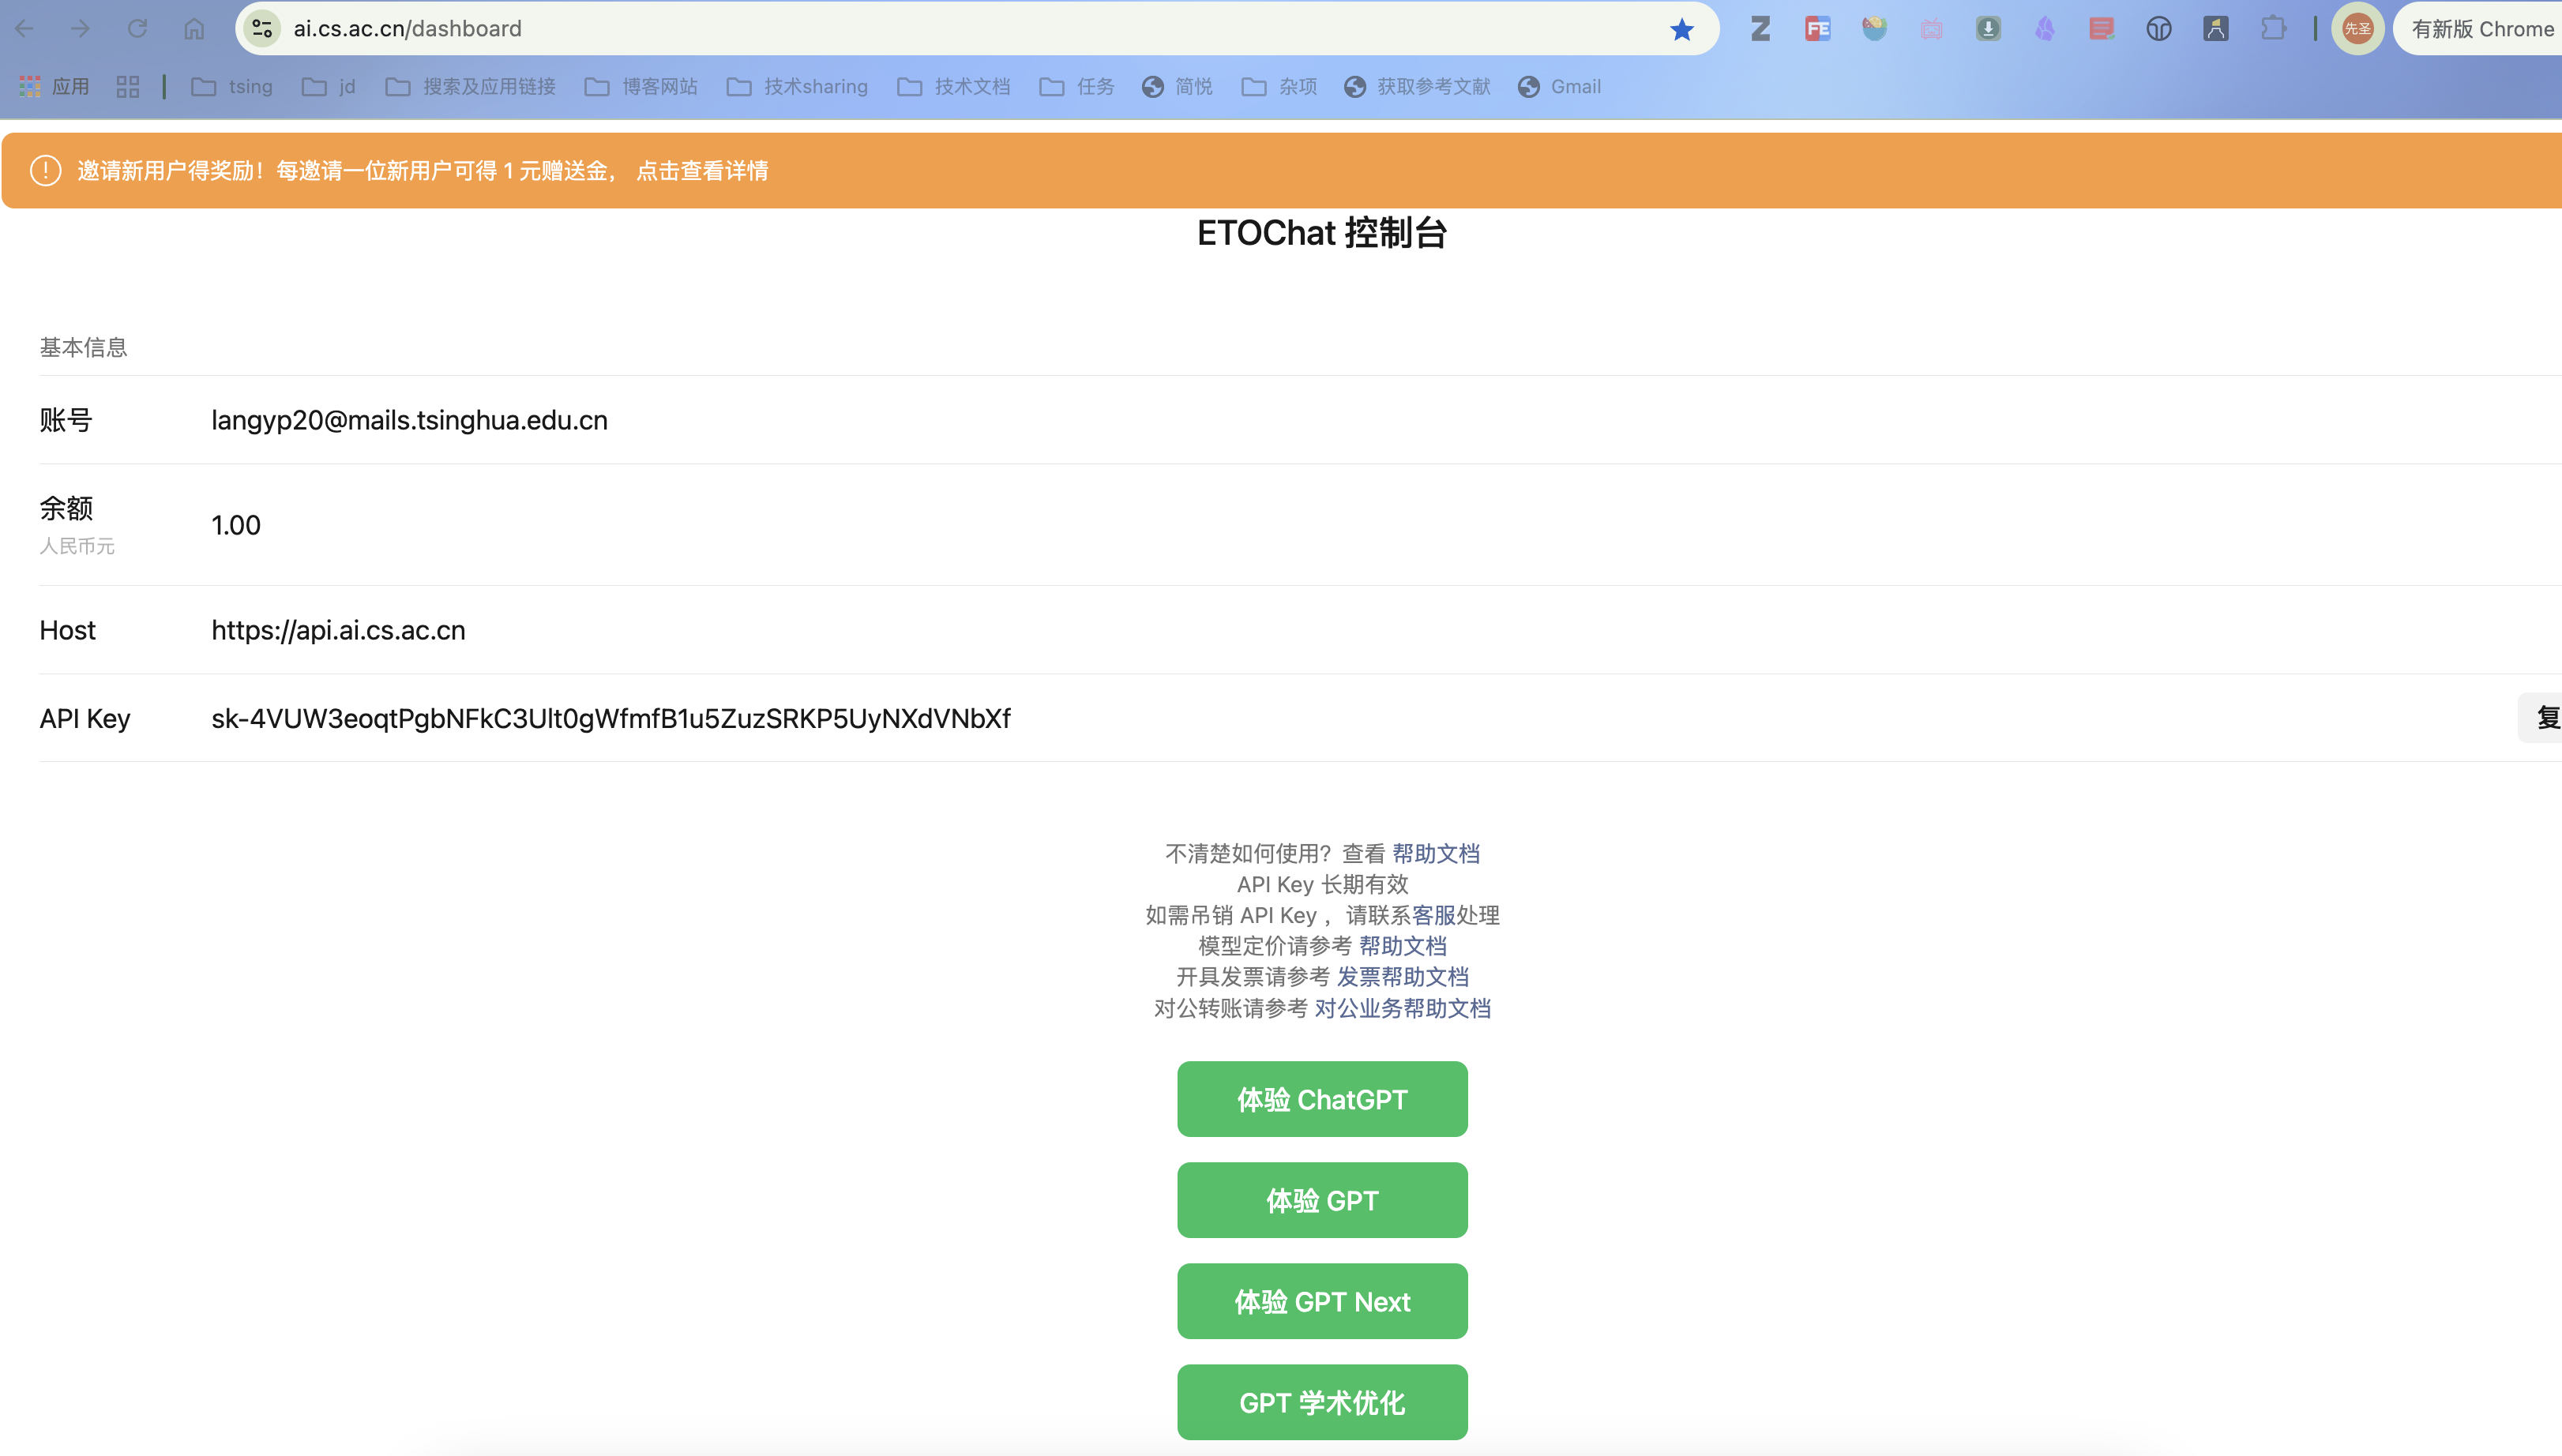 ai.cs.ac.cn/dashboard
有新版 Chrome
应用
tsing
jd
搜索及应用链接
博客网站
技术sharing
技术文档
任务
简悦
杂项
获取参考文献
Gmail
先圣
邀请新用户得奖励！每邀请一位新用户可得 1 元赠送金， 点击查看详情
ETOChat 控制台
基本信息
账号 langyp20@mails.tsinghua.edu.cn
余额
人民币元
1.00
Host https://api.ai.cs.ac.cn
API Key sk-4VUW3eoqtPgbNFkC3Ult0gWfmfB1u5ZuzSRKP5UyNXdVNbXf
复
不清楚如何使用？查看 帮助文档
API Key 长期有效
如需吊销 API Key ，请联系客服处理
模型定价请参考 帮助文档
开具发票请参考 发票帮助文档
对公转账请参考 对公业务帮助文档
体验 ChatGPT
体验 GPT
体验 GPT Next
GPT 学术优化